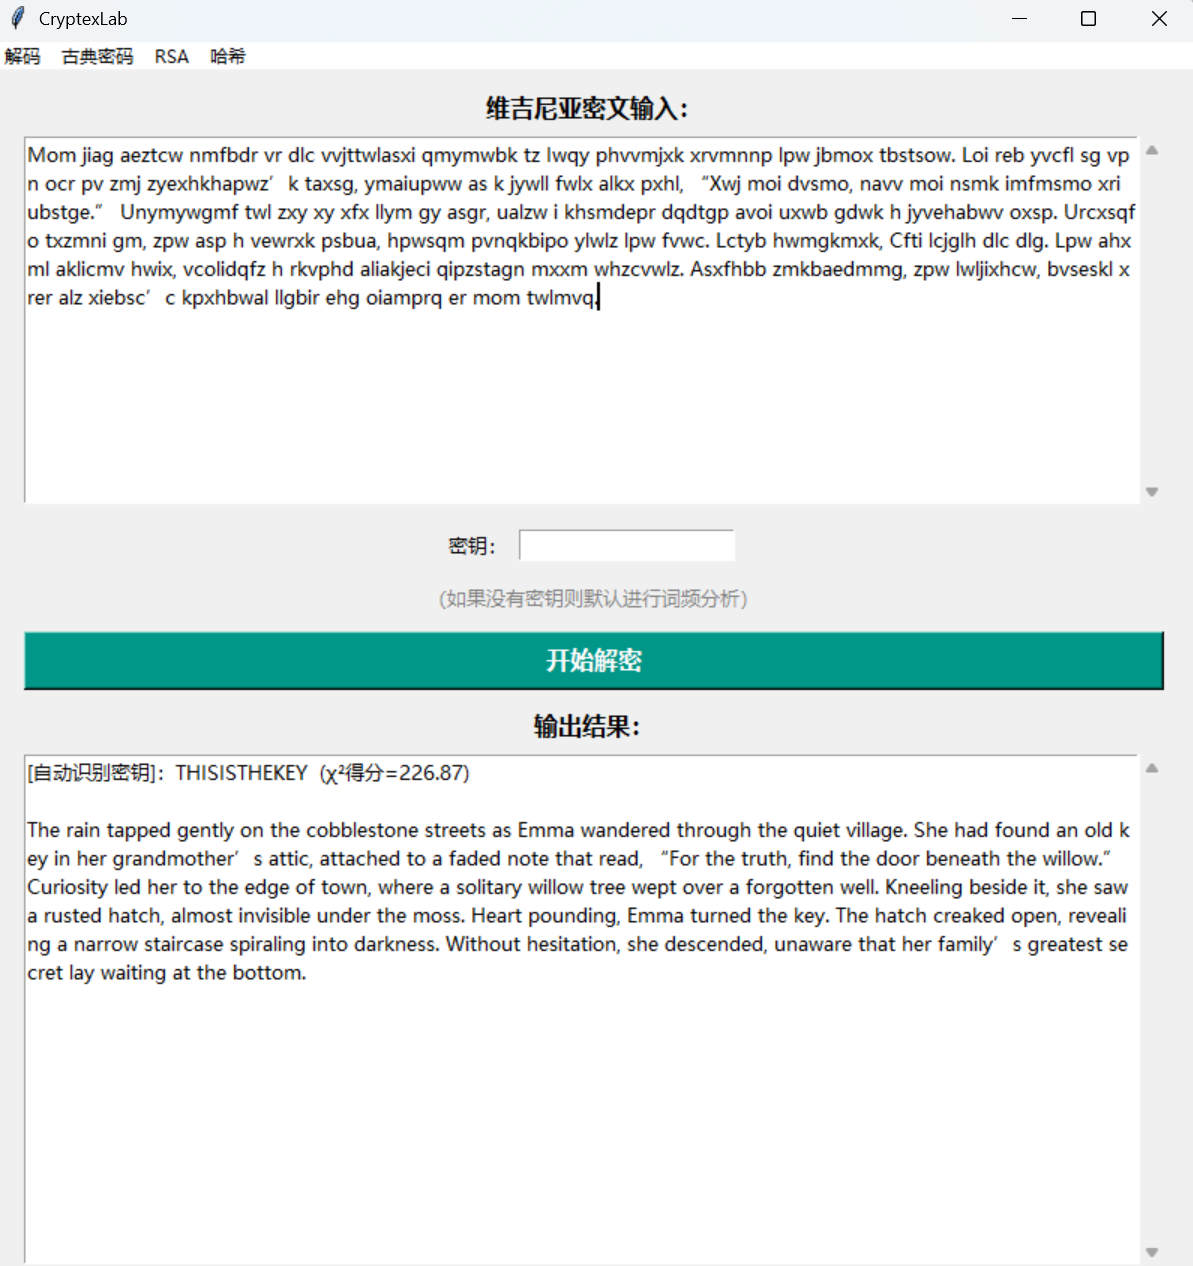 CryptexLab
解码 古典密码 RSA 哈希
维吉尼亚密文输入：
Mom jiag aeztcw nmfbdr vr dlc vvjttwlasxi qmymwbk tz lwqy phvvmjxk xrvmnnp lpw jbmox tbstsow. Loi reb yvcfl sg vp
n ocr pv zmj zyexhkhapwz’k taxsg, ymaiupww as k jywll fwlx alkx pxhl, “Xwj moi dvsmo, navv moi nsmk imfmsmo xri
ubstge.” Unymywgmf twl zxy xy xfx llym gy asgr, ualzw i khsmdepr dqdtgp avoi uxwb gdwk h jyvehabwv oxsp. Urcxsqf
o txzmni gm, zpw asp h vewrxk psbua, hpwsqm pvnqkbipo ylwlz lpw fvwc. Lctyb hwmgkmxk, Cfti lcjglh dlc dlg. Lpw ahx
ml aklicmv hwix, vcolidqfz h rkvphd aliakjeci qipzstagn mxxm whzcvwlz. Asxfhbb zmkbaedmmg, zpw lwljixhcw, bvseskl x
rer alz xiebsc’c kpxhbwal llgbir ehg oiamprq er mom twlmvq.
密钥：
(如果没有密钥则默认进行词频分析)
开始解密
输出结果：
[自动识别密钥]：THISISTHEKEY (χ²得分=226.87)
The rain tapped gently on the cobblestone streets as Emma wandered through the quiet village. She had found an old k
ey in her grandmother’s attic, attached to a faded note that read, “For the truth, find the door beneath the willow.”
Curiosity led her to the edge of town, where a solitary willow tree wept over a forgotten well. Kneeling beside it, she saw
a rusted hatch, almost invisible under the moss. Heart pounding, Emma turned the key. The hatch creaked open, reveali
ng a narrow staircase spiraling into darkness. Without hesitation, she descended, unaware that her family’s greatest se
cret lay waiting at the bottom.